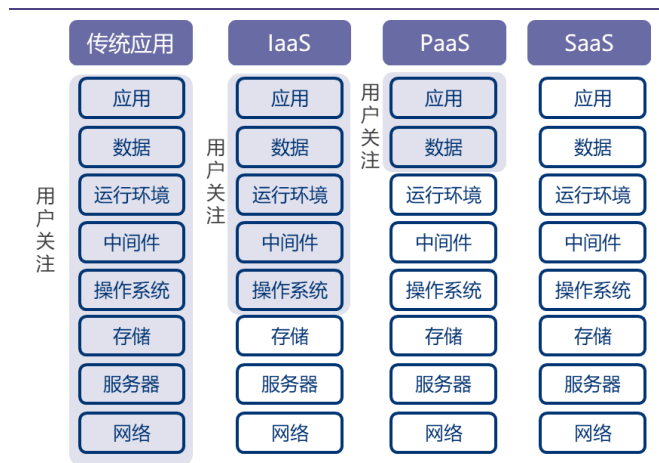 传统应用
IaaS
PaaS
SaaS
用户关注
应用
数据
运行环境
中间件
操作系统
存储
服务器
网络
用户关注
应用
数据
运行环境
中间件
操作系统
存储
服务器
网络
用户关注
应用
数据
运行环境
中间件
操作系统
存储
服务器
网络
应用
数据
运行环境
中间件
操作系统
存储
服务器
网络